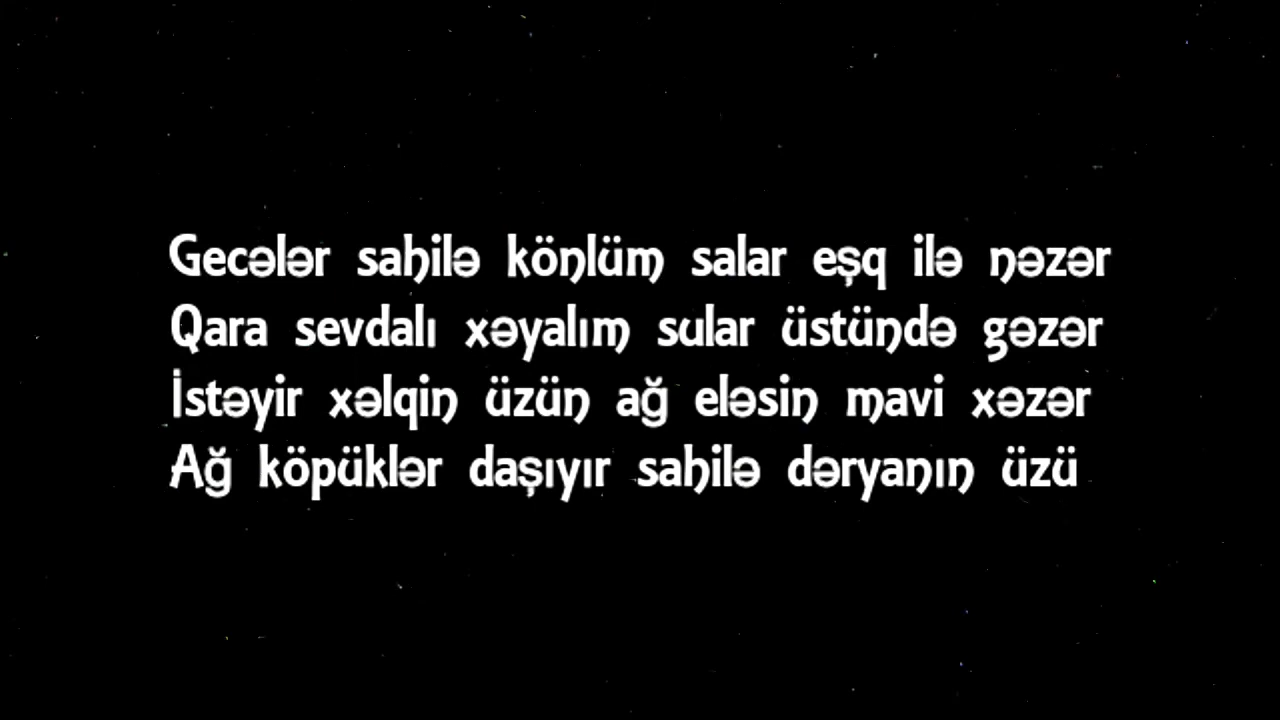 Gecələr sahilə könlüm salar eşq ilə nəzər
Qara sevdalı xəyalım sular üstündə gəzər
İstəyir xəlqin üzün ağ eləsin mavi xəzər
Ağ köpüklər daşıyır sahilə dəryanın üzü